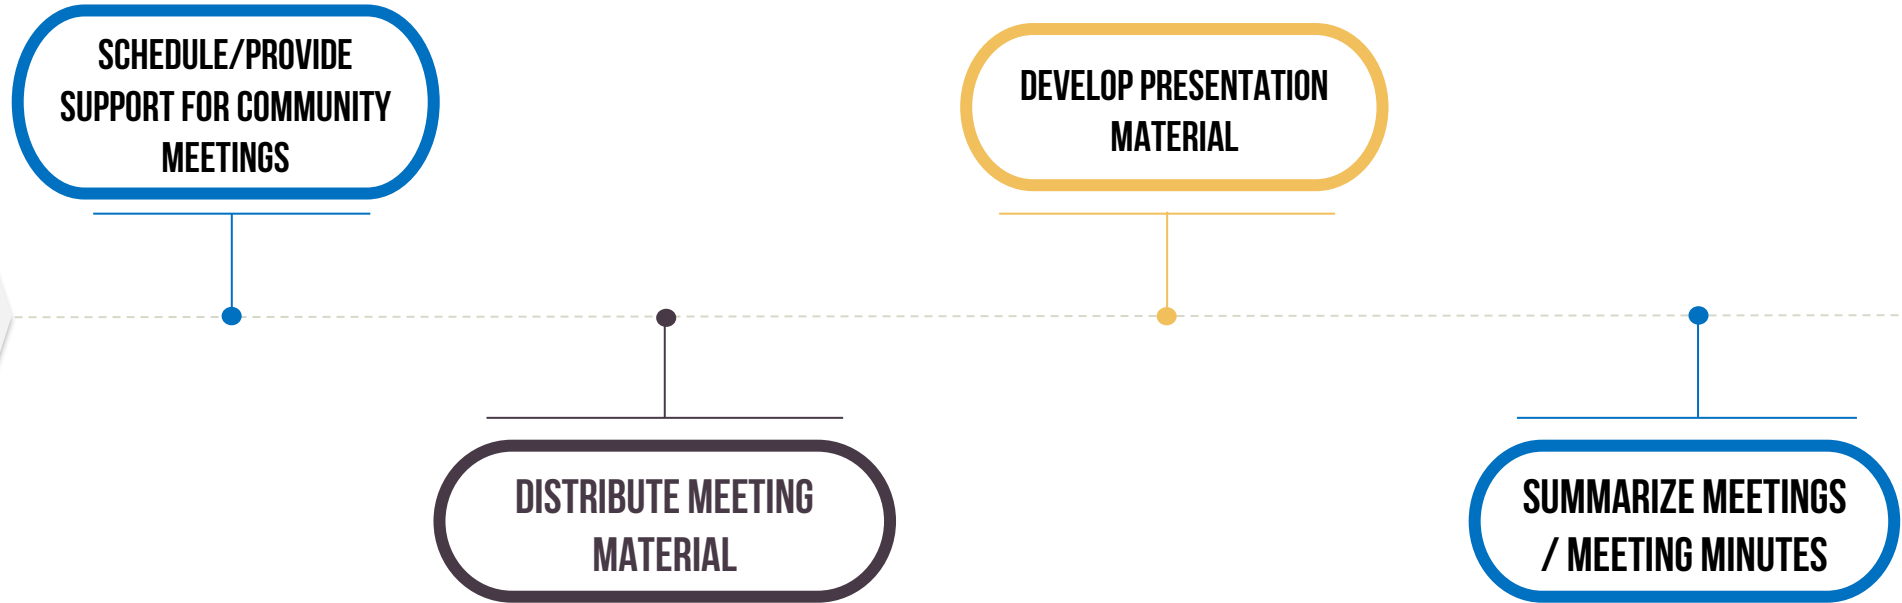 SCHEDULE/PROVIDE
SUPPORT FOR COMMUNITY
MEETINGS
DISTRIBUTE MEETING
MATERIAL
DEVELOP PRESENTATION
MATERIAL
SUMMARIZE MEETINGS
/ MEETING MINUTES